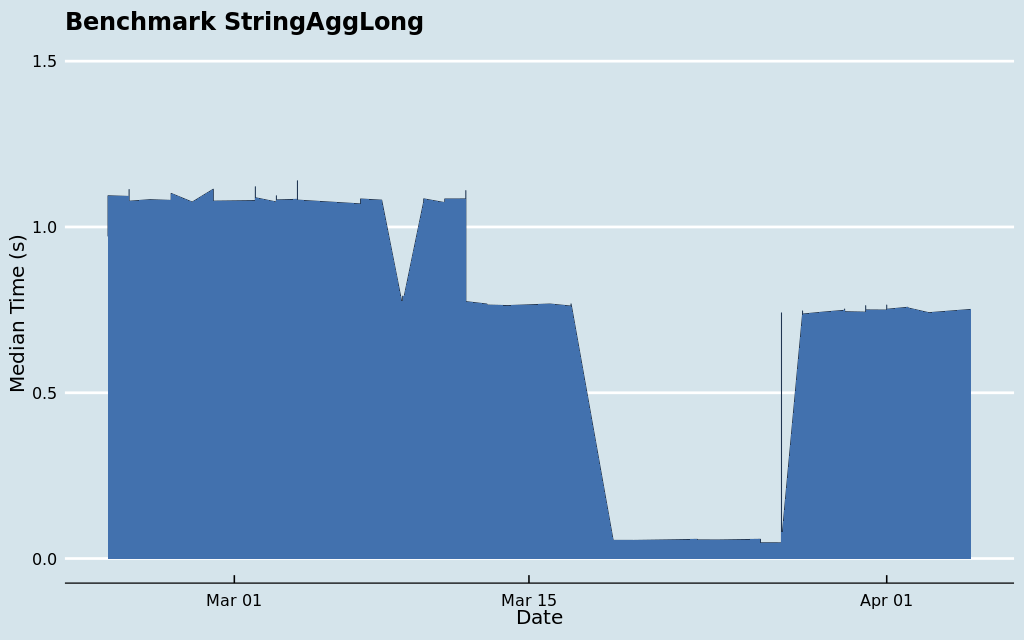 Benchmark StringAggLong
1.5
1.0
0.5
0.0
Median Time (s)
Mar 01
Mar 15
Apr 01
Date